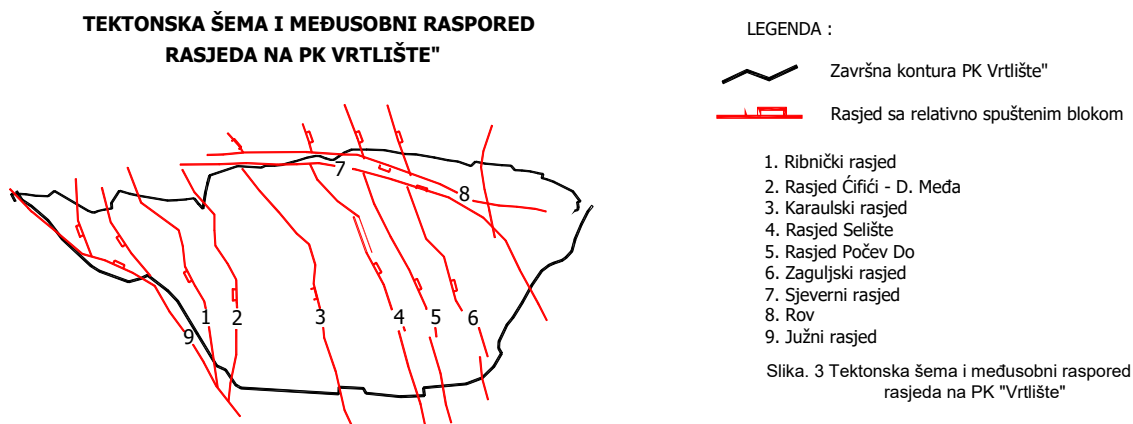 TEKTONSKA ŠEMA I MEĐUSOBNI RASPORED
RASJEDA NA PK VRTLIŠTE"
7
8
1
2
3
4
5
6
9
LEGENDA :
Završna kontura PK Vrtlište"
Rasjed sa relativno spuštenim blokom
1. Ribnički rasjed
2. Rasjed Ćifići - D. Međa
3. Karaulski rasjed
4. Rasjed Selište
5. Rasjed Počev Do
6. Zaguljski rasjed
7. Sjeverni rasjed
8. Rov
9. Južni rasjed
Slika. 3 Tektonska šema i međusobni raspored
rasjeda na PK "Vrtlište"